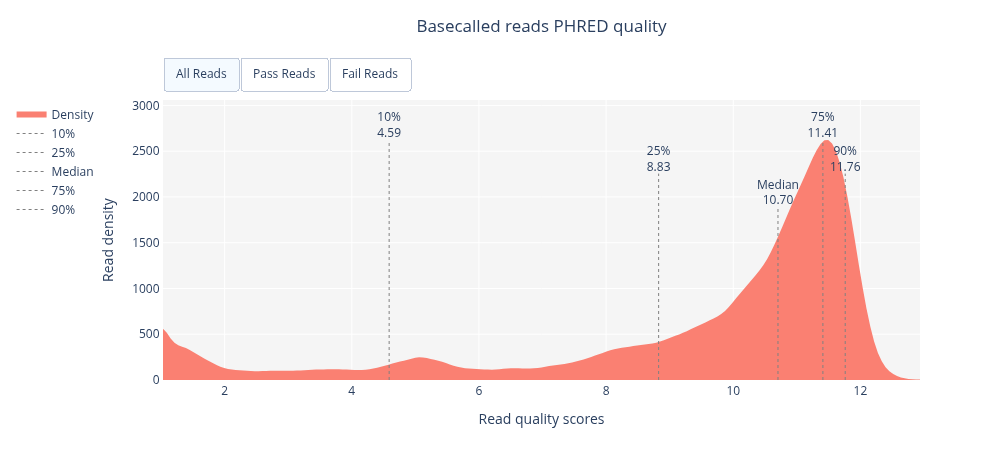 Basecalled reads PHRED quality
All Reads
Pass Reads
Fail Reads
Density
10%
25%
Median
75%
90%
Read density
3000
2500
2000
1500
1000
500
0
10%
4.59
25%
8.83
Median
10.70
75%
11.41
90%
11.76
2
4
6
8
10
12
Read quality scores